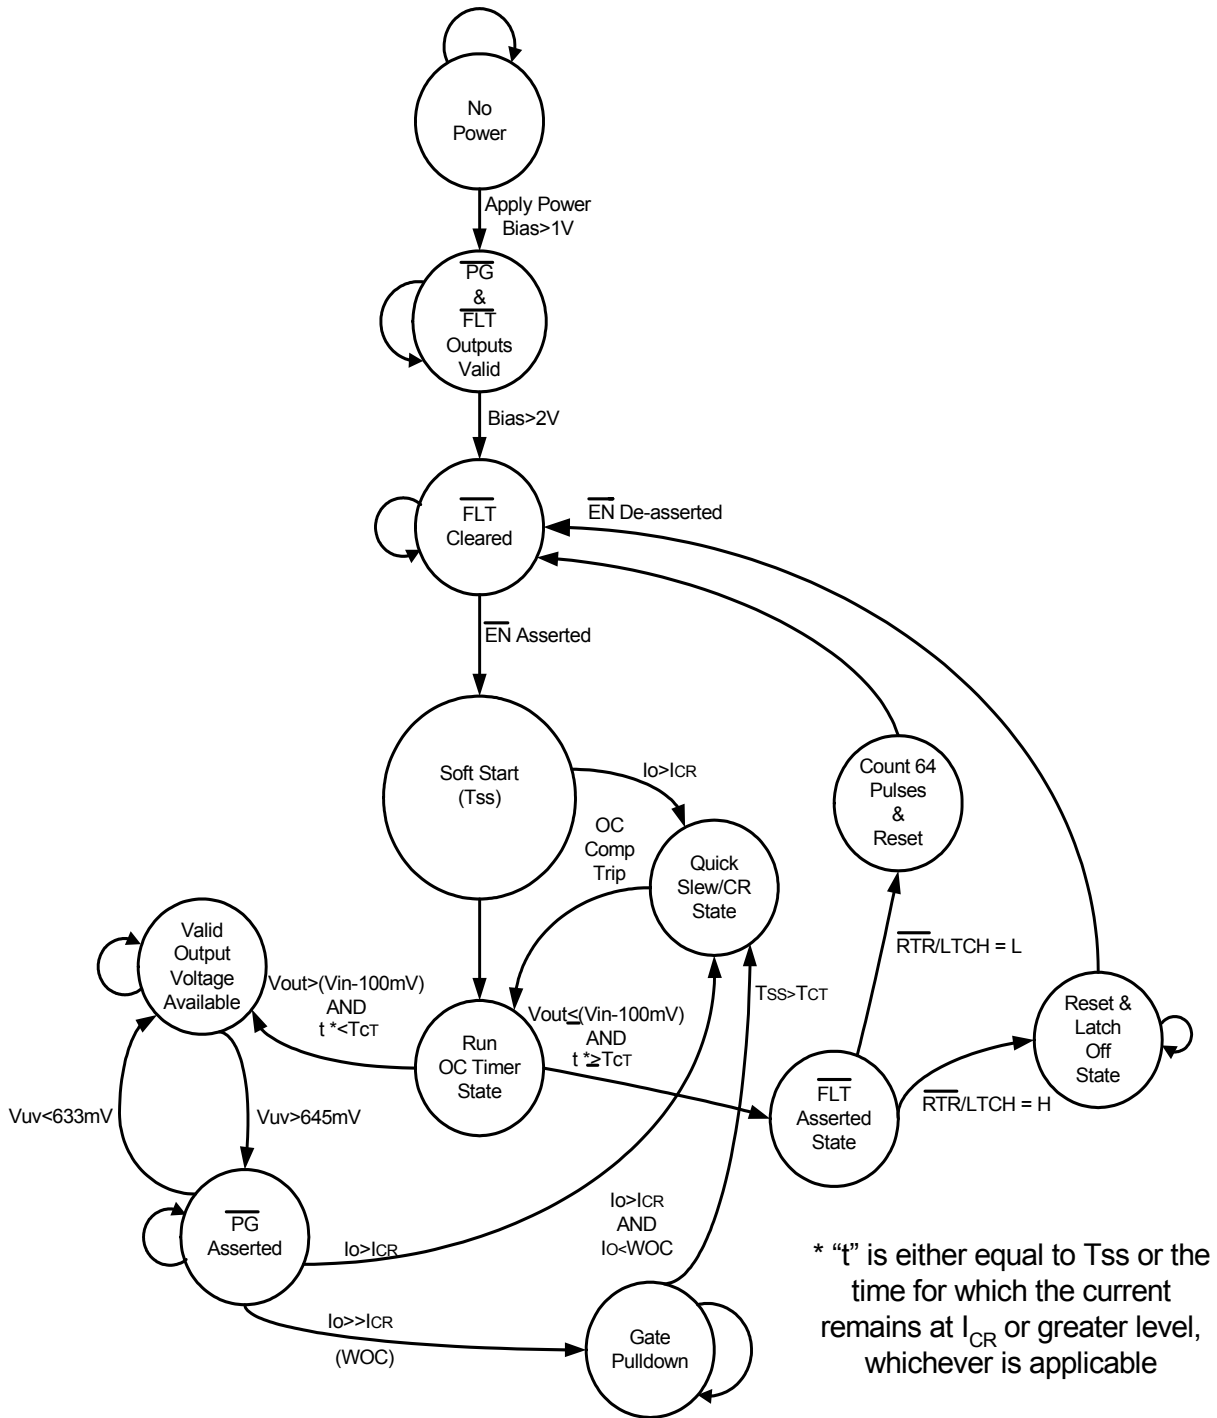 No
Power
Apply Power
Bias>1V
PG
&
FLT
Outputs
Valid
Bias>2V
FLT
Cleared
EN De-asserted
EN Asserted
Soft Start
(Tss)
Io>ICR
OC
Comp
Trip
Quick
Slew/CR
State
Count 64
Pulses
&
Reset
RTR/LTCH = L
Valid
Output
Voltage
Available
Vout>(Vin-100mV)
AND
t *<TCT
Run
OC Timer
State
Vout≤(Vin-100mV)
AND
t *≥TCT
TSS>TCT
Reset &
Latch
Off
State
FLT
Asserted
State
RTR/LTCH = H
Vuv<633mV
Vuv>645mV
PG
Asserted
Io>ICR
Io>ICR
AND
IO<WOC
Io>>ICR
(WOC)
Gate
Pulldown
* "t" is either equal to Tss or the
time for which the current
remains at ICR or greater level,
whichever is applicable